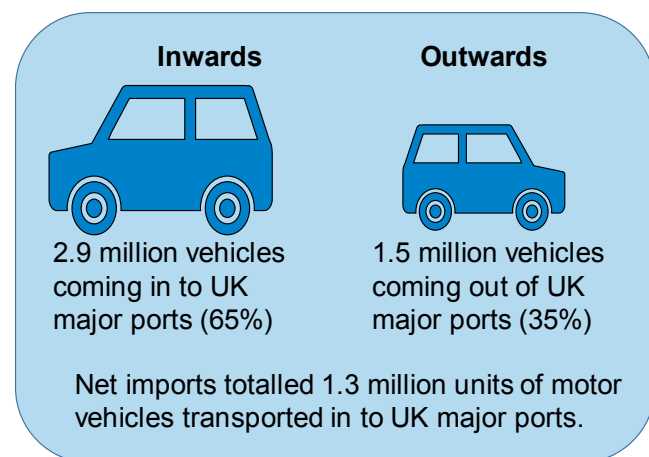 Inwards
Outwards
2.9 million vehicles
coming in to UK
major ports (65%)
1.5 million vehicles
coming out of UK
major ports (35%)
Net imports totalled 1.3 million units of motor
vehicles transported in to UK major ports.